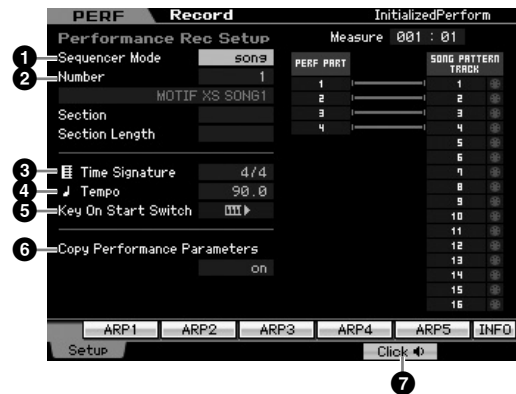 PERF Record InitializedPerform
Performance Rec Setup Measure 001 : 01
1 Sequencer Mode song
2 Number 1
MOTIF XS SONG1
Section
Section Length
3 Time Signature 4/4
4 Tempo 90.0
5 Key On Start Switch
6 Copy Performance Parameters
on
PERF PART SONG PATTERN TRACK
1 1
2 2
3 3
4 4
5
6
7
8
9
10
11
12
13
14
15
16
ARP1 ARP2 ARP3 ARP4 ARP5 INFO
Setup Click
7